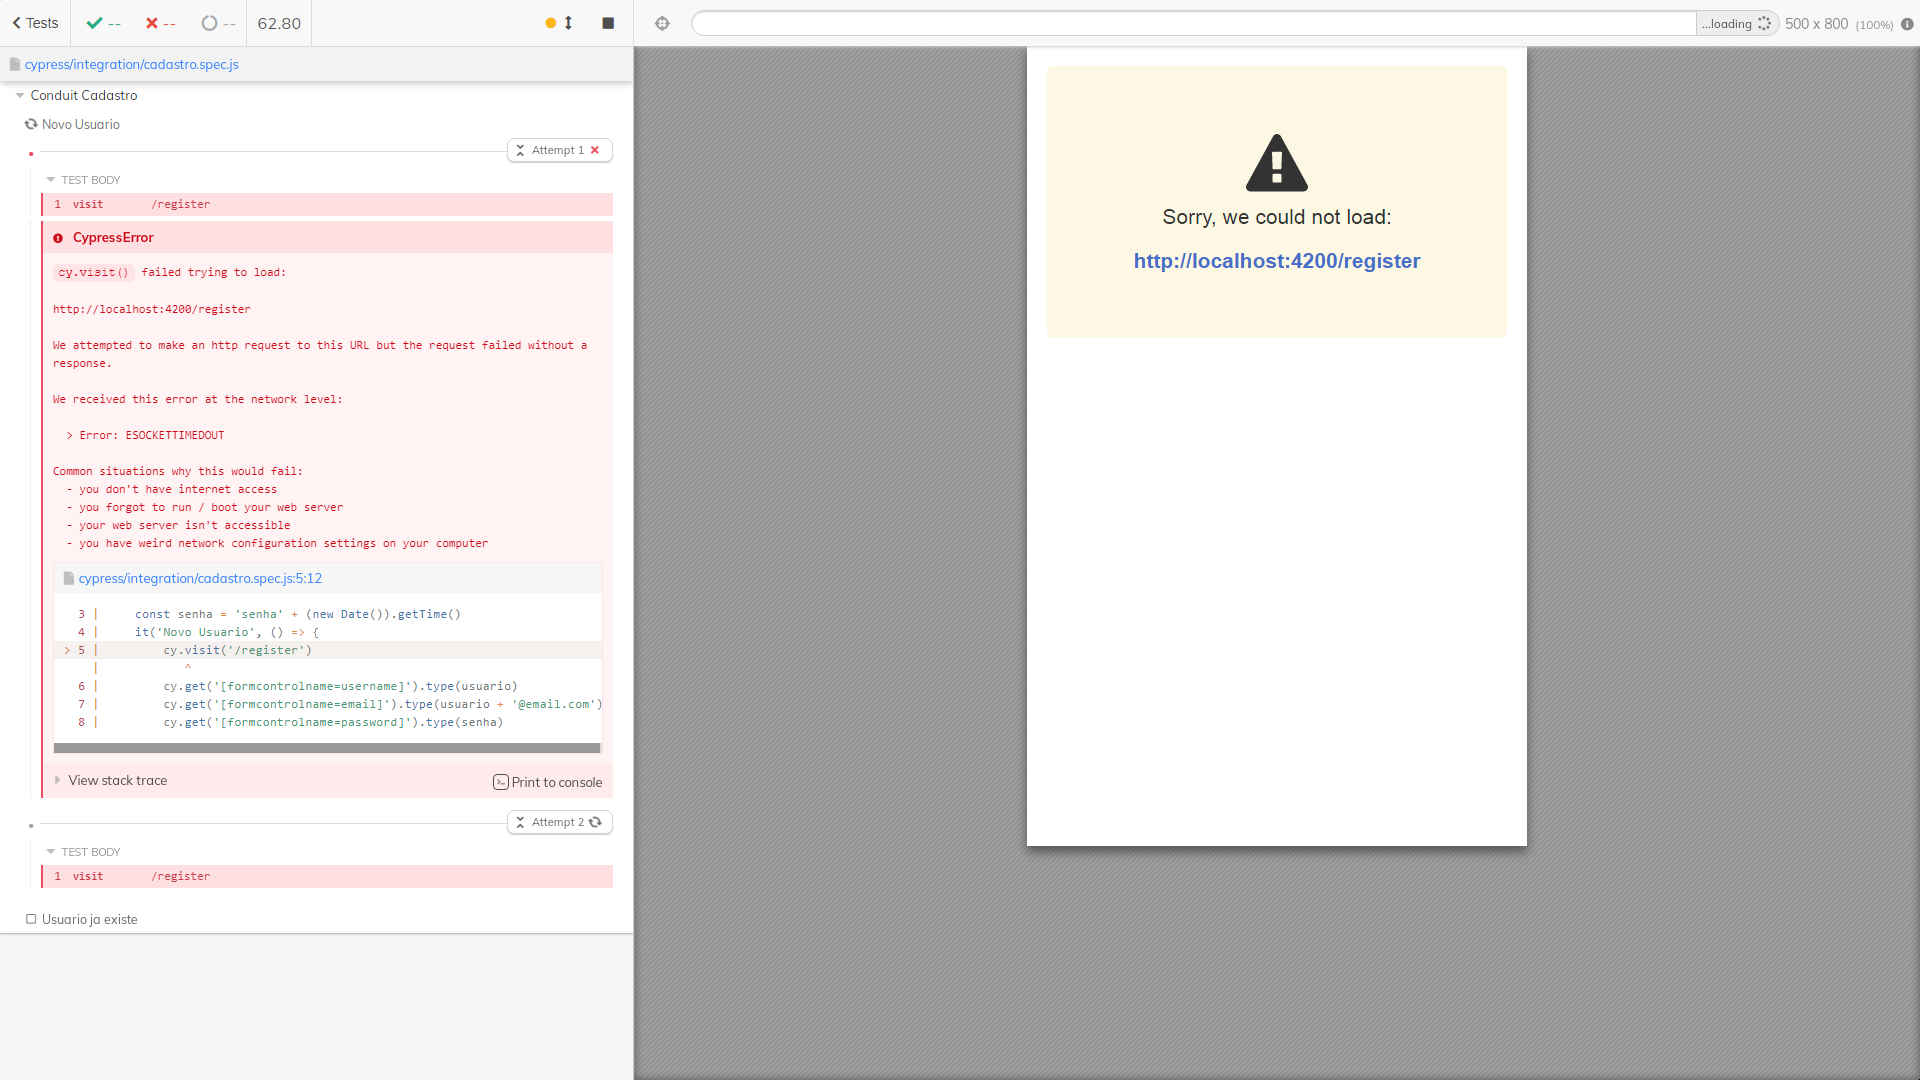 Tests -- -- -- 62.80
cypress/integration/cadastro.spec.js
Conduit Cadastro
Novo Usuario
Attempt 1
TEST BODY
1 visit /register
CypressError
cy.visit() failed trying to load:
http://localhost:4200/register
We attempted to make an http request to this URL but the request failed without a
response.
We received this error at the network level:
> Error: ESOCKETTIMEDOUT
Common situations why this would fail:
- you don't have internet access
- you forgot to run / boot your web server
- your web server isn't accessible
- you have weird network configuration settings on your computer
cypress/integration/cadastro.spec.js:5:12
3 | const senha = 'senha' + (new Date()).getTime()
4 | it('Novo Usuario', () => {
> 5 | cy.visit('/register')
| ^
6 | cy.get('[formcontrolname=username]').type(usuario)
7 | cy.get('[formcontrolname=email]').type(usuario + '@email.com')
8 | cy.get('[formcontrolname=password]').type(senha)
View stack trace Print to console
Attempt 2
TEST BODY
1 visit /register
Usuario ja existe
...loading 500 x 800 (100%)
Sorry, we could not load:
http://localhost:4200/register